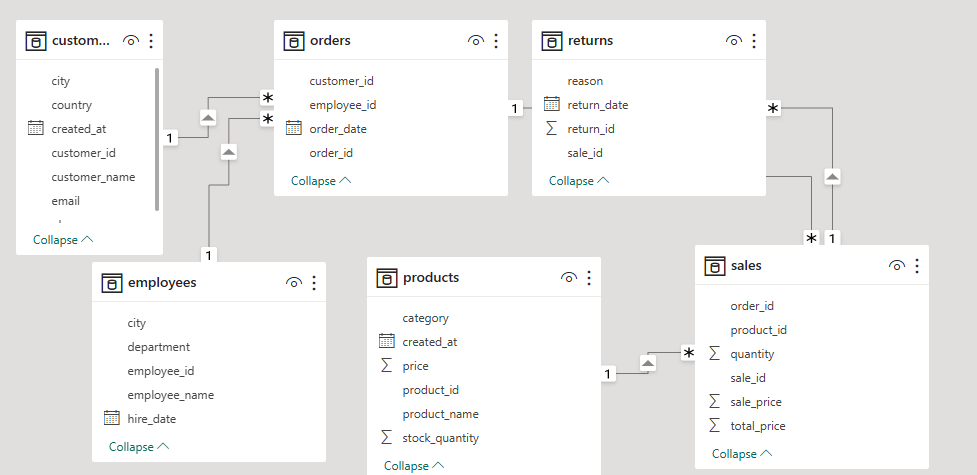 custom...
city
country
created_at
customer_id
customer_name
email
Collapse
orders
customer_id
employee_id
order_date
order_id
Collapse
returns
reason
return_date
return_id
sale_id
Collapse
1
*
*
1
*
1
*
1
employees
city
department
employee_id
employee_name
hire_date
Collapse
products
category
created_at
price
product_id
product_name
stock_quantity
Collapse
1
*
sales
order_id
product_id
quantity
sale_id
sale_price
total_price
Collapse